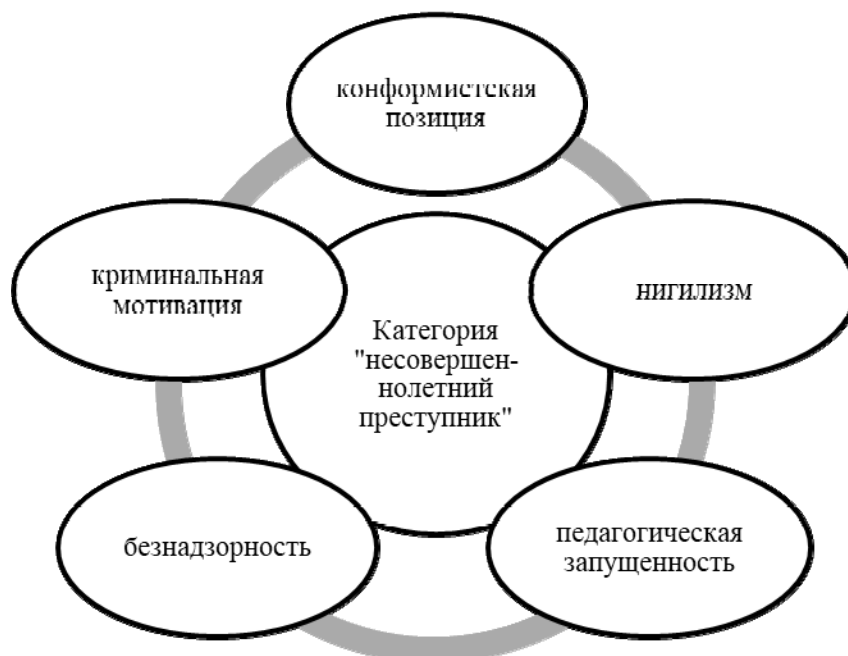 конформистская
позиция
криминальная
мотивация
нигилизм
Категория
"несовершен-
нолетний
преступник"
безнадзорность
педагогическая
запущенность